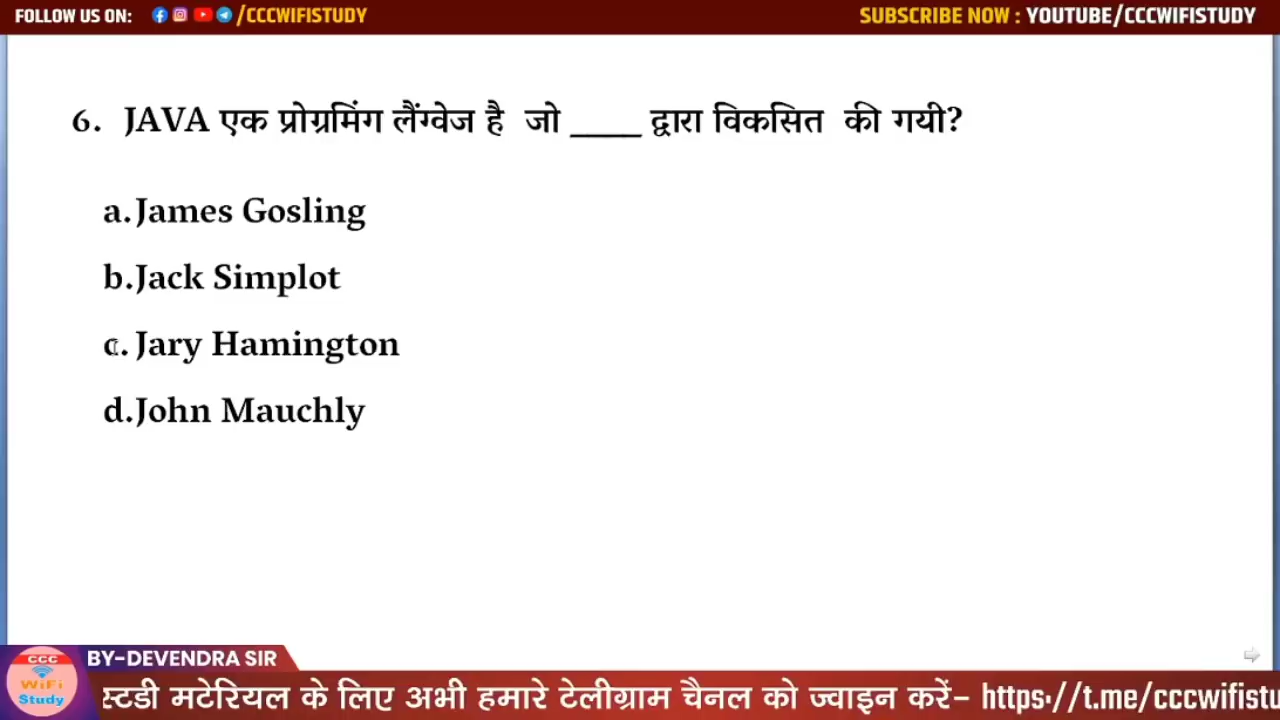 FOLLOW US ON: /CCCWIFISTUDY SUBSCRIBE NOW : YOUTUBE/CCCWIFISTUDY
6. JAVA एक प्रोग्रमिंग लैंग्वेज है जो ____ द्वारा विकसित की गयी?
a.James Gosling
b.Jack Simplot
c. Jary Hamington
d.John Mauchly
CCC
WiFi
Study
BY-DEVENDRA SIR
स्टडी मटेरियल के लिए अभी हमारे टेलीग्राम चैनल को ज्वाइन करें- https://t.me/cccwifistu